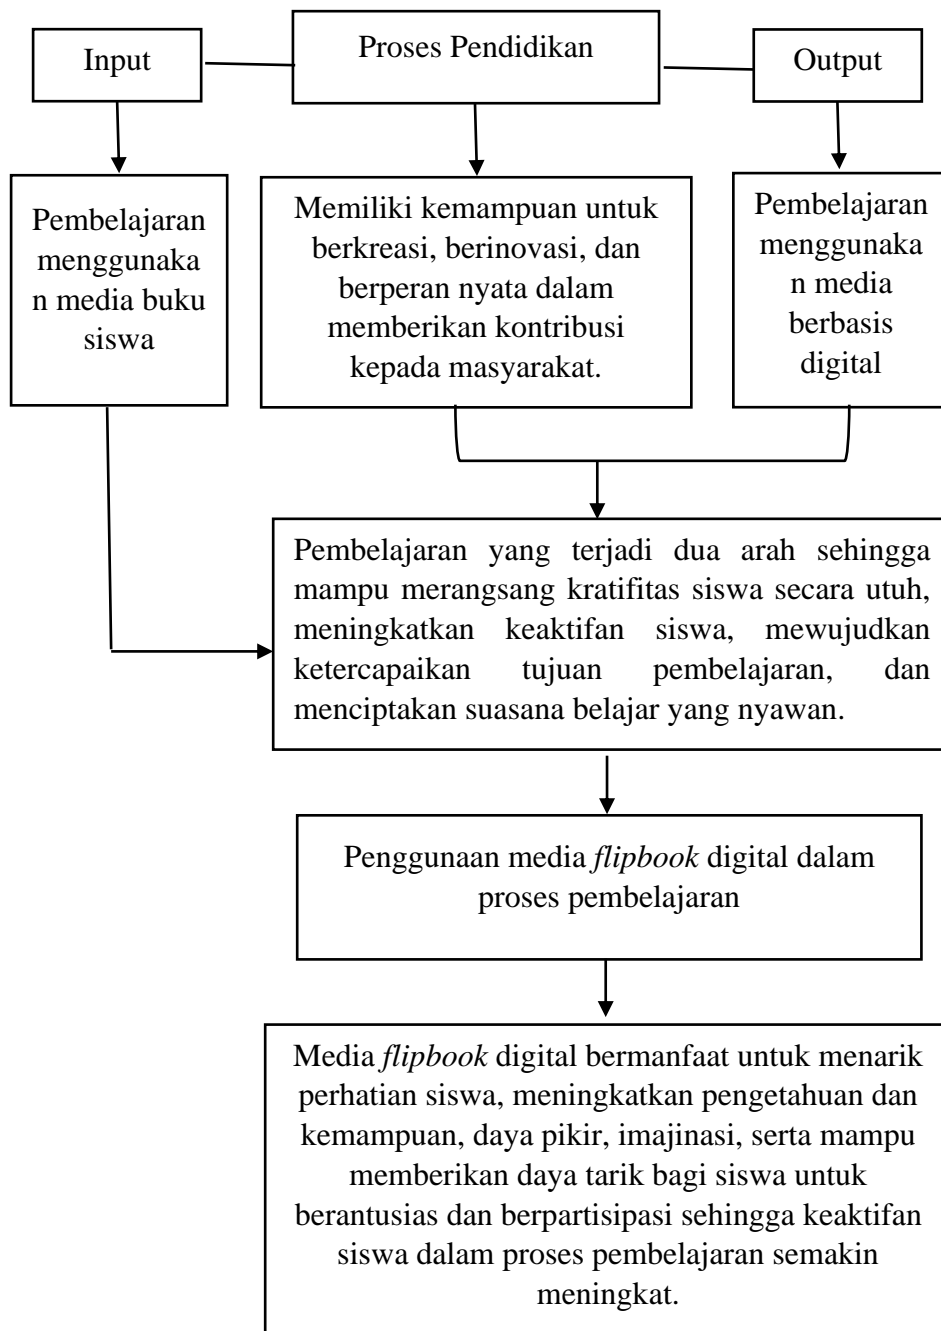 Input
Proses Pendidikan
Output
Pembelajaran
menggunaka
n media buku
siswa
Memiliki kemampuan untuk
berkreasi, berinovasi, dan
berperan nyata dalam
memberikan kontribusi
kepada masyarakat.
Pembelajaran
menggunaka
n media
berbasis
digital
Pembelajaran yang terjadi dua arah sehingga
mampu merangsang kratifitas siswa secara utuh,
meningkatkan keaktifan siswa, mewujudkan
ketercapaikan tujuan pembelajaran, dan
menciptakan suasana belajar yang nyawan.
Penggunaan media flipbook digital dalam
proses pembelajaran
Media flipbook digital bermanfaat untuk menarik
perhatian siswa, meningkatkan pengetahuan dan
kemampuan, daya pikir, imajinasi, serta mampu
memberikan daya tarik bagi siswa untuk
berantusias dan berpartisipasi sehingga keaktifan
siswa dalam proses pembelajaran semakin
meningkat.